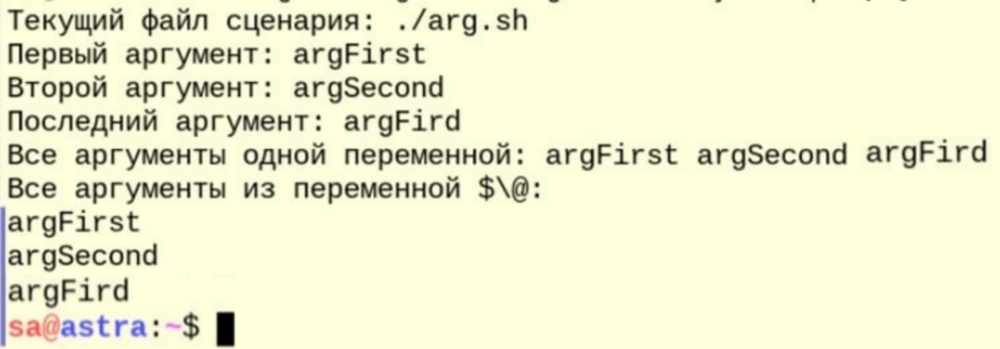 Текущий файл сценария: ./arg.sh
Первый аргумент: argFirst
Второй аргумент: argSecond
Последний аргумент: argFird
Все аргументы одной переменной: argFirst argSecond argFird
Все аргументы из переменной $\@:
argFirst
argSecond
argFird
sa@astra:~$